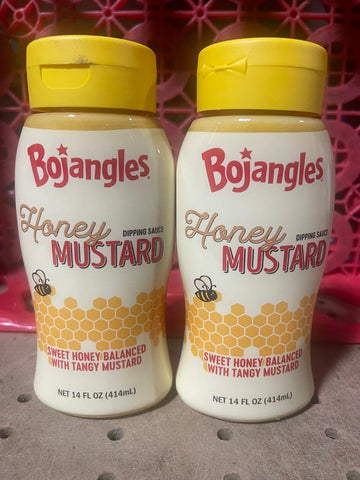 Bojangles
Honey
DIPPING SAUCE
MUSTARD
SWEET HONEY BALANCED
WITH TANGY MUSTARD
NET 14 FL OZ (414mL)
Bojangles
Honey
DIPPING SAUCE
MUSTARD
SWEET HONEY BALANCED
WITH TANGY MUSTARD
NET 14 FL OZ (414mL)